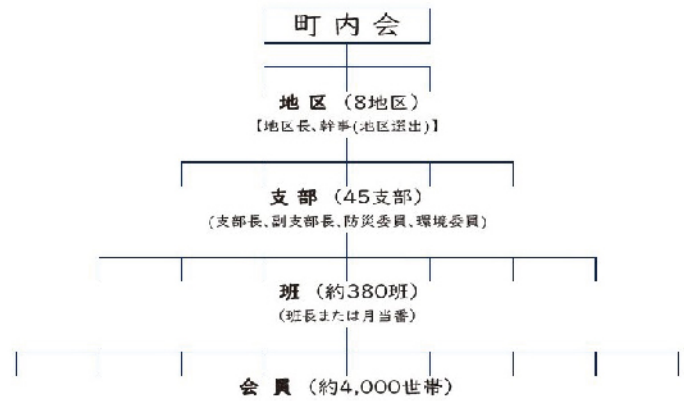 町内会
地区（8地区）
【地区長、幹事(地区選出)】
支部（45支部）
(支部長、副支部長、防災委員、環境委員)
班（約380班）
（班長または月当番）
会員（約4,000世帯）